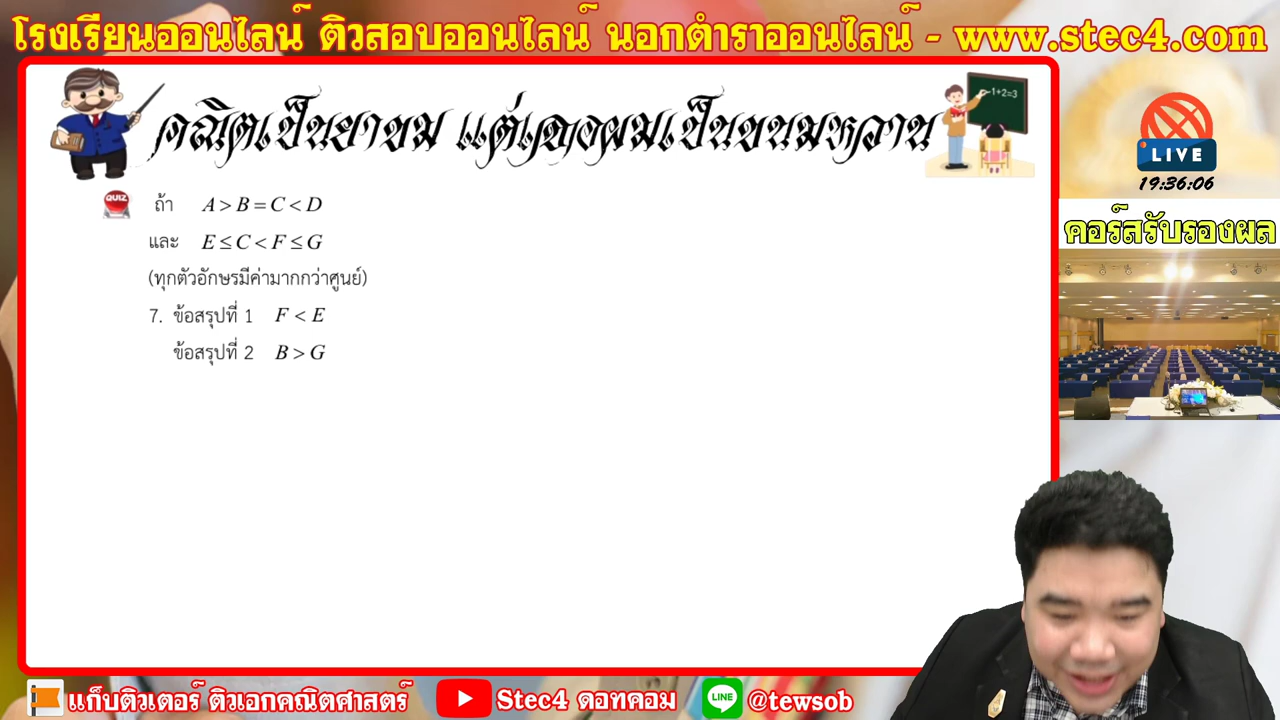 โรงเรียนออนไลน์ ติวสอบออนไลน์ นอกตำราออนไลน์ - www.stec4.com
คณิตเป็นยาขม แต่เธอผมเป็นขนมหวาน
1+2=3
LIVE
19:36:06
คอร์สรับรองผล
QUIZ
ถ้า A > B = C < D
และ E ≤ C < F ≤ G
(ทุกตัวอักษรมีค่ามากกว่าศูนย์)
7. ข้อสรุปที่ 1 F < E
ข้อสรุปที่ 2 B > G
แก็บติวเตอร์ ติวเอกคณิตศาสตร์
Stec4 ดอทคอม
LINE
@tewsob